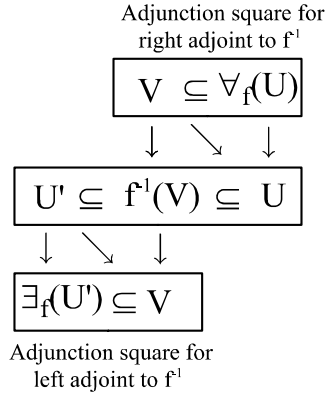 Adjunction square for
right adjoint to f⁻¹
V ⊆ ∀f(U)
U' ⊆ f⁻¹(V) ⊆ U
∃f(U') ⊆ V
Adjunction square for
left adjoint to f⁻¹